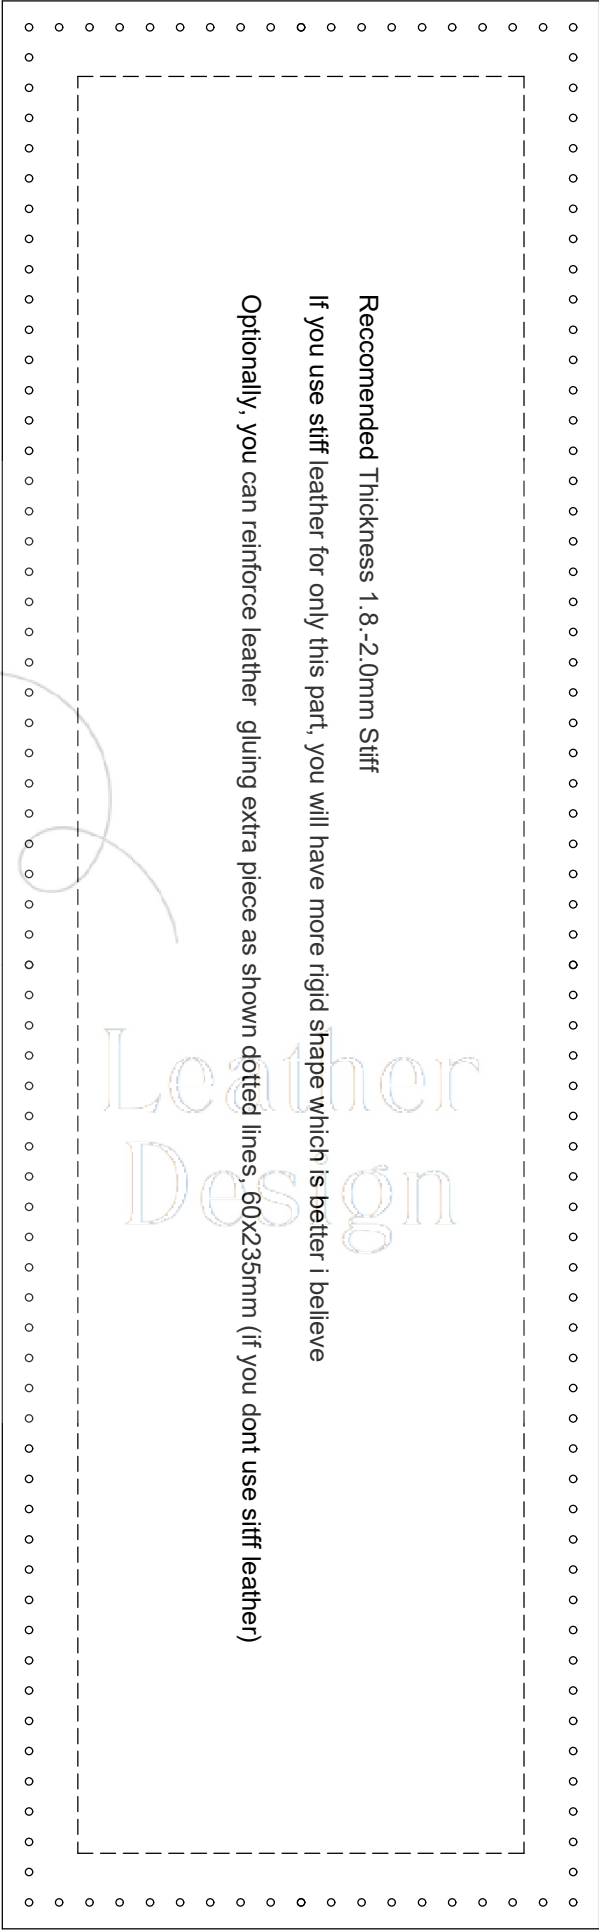 Reccomended Thickness 1.8.-2.0mm Stiff
If you use stiff leather for only this part, you will have more rigid shape which is better i believe
Optionally, you can reinforce leather  gluing extra piece as shown dotted lines, 60x235mm (if you dont use sitff leather)
Leather
Design